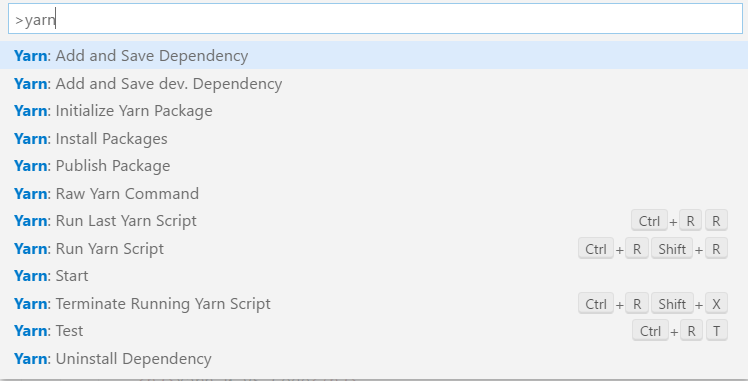 >yarn
Yarn: Add and Save Dependency
Yarn: Add and Save dev. Dependency
Yarn: Initialize Yarn Package
Yarn: Install Packages
Yarn: Publish Package
Yarn: Raw Yarn Command
Yarn: Run Last Yarn Script Ctrl + R R
Yarn: Run Yarn Script Ctrl + R Shift + R
Yarn: Start
Yarn: Terminate Running Yarn Script Ctrl + R Shift + X
Yarn: Test Ctrl + R T
Yarn: Uninstall Dependency